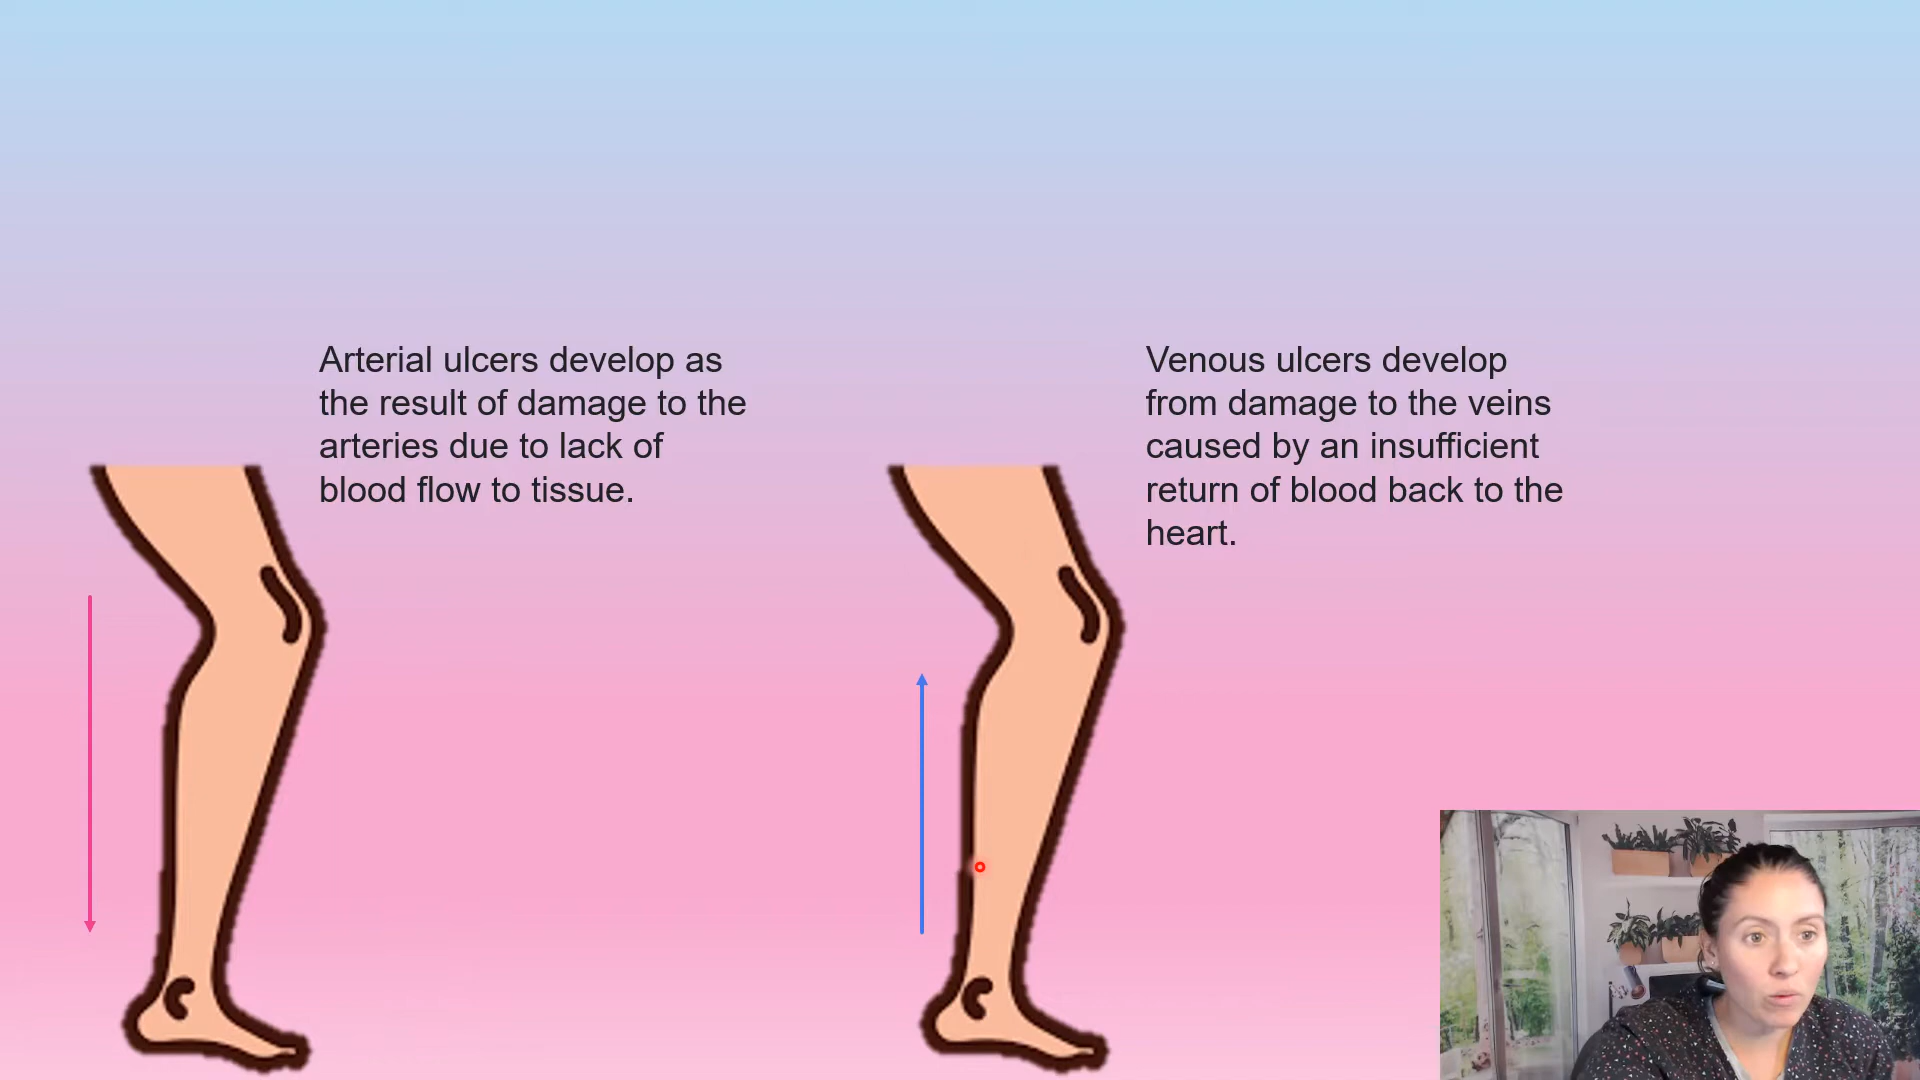 Arterial ulcers develop as
the result of damage to the
arteries due to lack of
blood flow to tissue.
Venous ulcers develop
from damage to the veins
caused by an insufficient
return of blood back to the
heart.